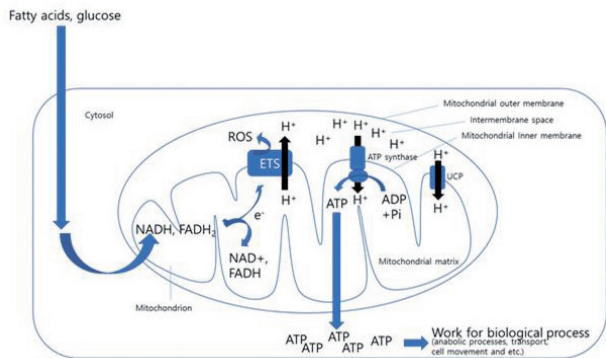 Fatty acids, glucose
Cytosol
Mitochondrial outer membrane
Intermembrane space
Mitochondrial Inner membrane
ROS
H⁺
H⁺
H⁺
H⁺
H⁺
H⁺
ETS
ATP synthase
H⁺
UCP
H⁺
H⁺
H⁺
NADH, FADH₂
e⁻
ATP
ADP
+Pi
NAD+,
FADH
Mitochondrial matrix
Mitochondrion
ATP
ATP
ATP
ATP
ATP
Work for biological process
(anabolic processes, transport,
cell movement and etc.)